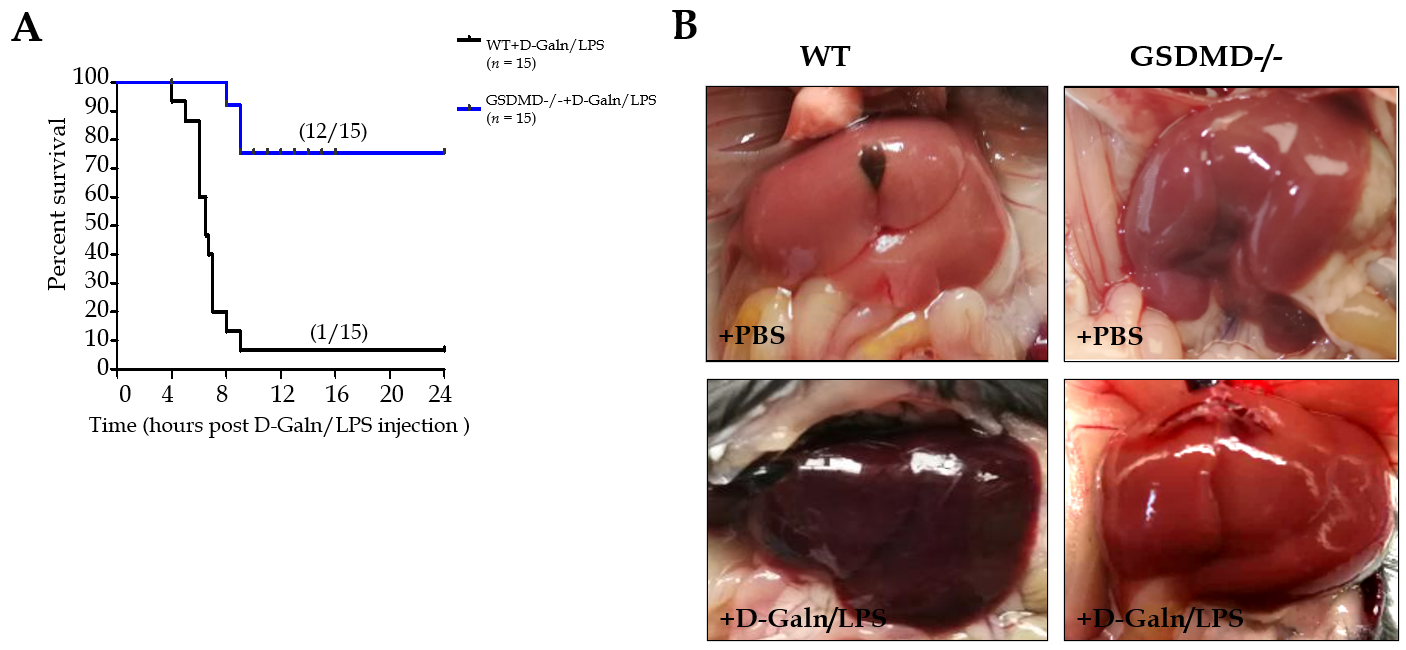 A
WT+D-Galn/LPS
(n = 15)
GSDMD-/-+D-Galn/LPS
(n = 15)
100
90
80
70
60
50
40
30
20
10
0
Percent survival
(12/15)
(1/15)
0 4 8 12 16 20 24
Time (hours post D-Galn/LPS injection )
B
WT
GSDMD-/-
+PBS
+PBS
+D-Galn/LPS
+D-Galn/LPS